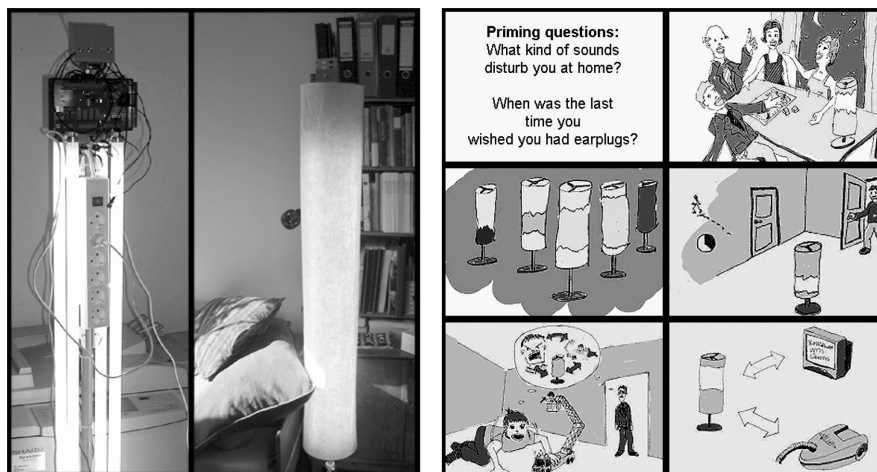 Priming questions:
What kind of sounds
disturb you at home?
When was the last
time you
wished you had earplugs?
SHARP